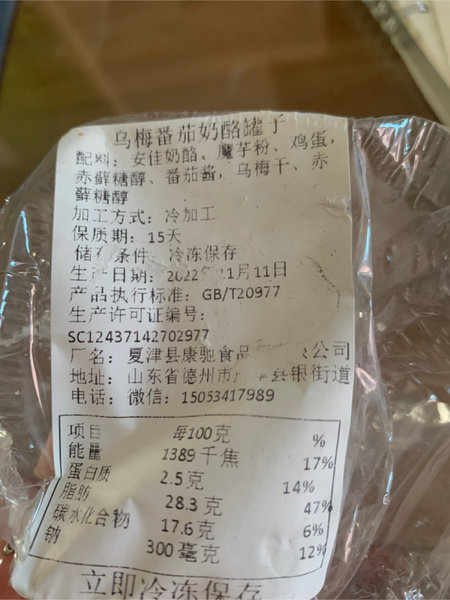 乌梅番茄奶酪罐子
配料：安佳奶酪、魔芋粉、鸡蛋，
赤藓糖醇、番茄酱，乌梅干、赤
藓糖醇
加工方式：冷加工
保质期：15天
储 条件：冷冻保存
生产日期：2022年11月11日
产品执行标准：GB/T20977
生产许可证编号：
SC12437142702977
厂名：夏津县康驰食品 公司
地址：山东省德州市 县银街道
电话：微信：15053417989
项目 每100克 %
能量 1389千焦 17%
蛋白质 2.5克 14%
脂肪 28.3克 47%
碳水化合物 17.6克 6%
钠 300毫克 12%
立即冷冻保存